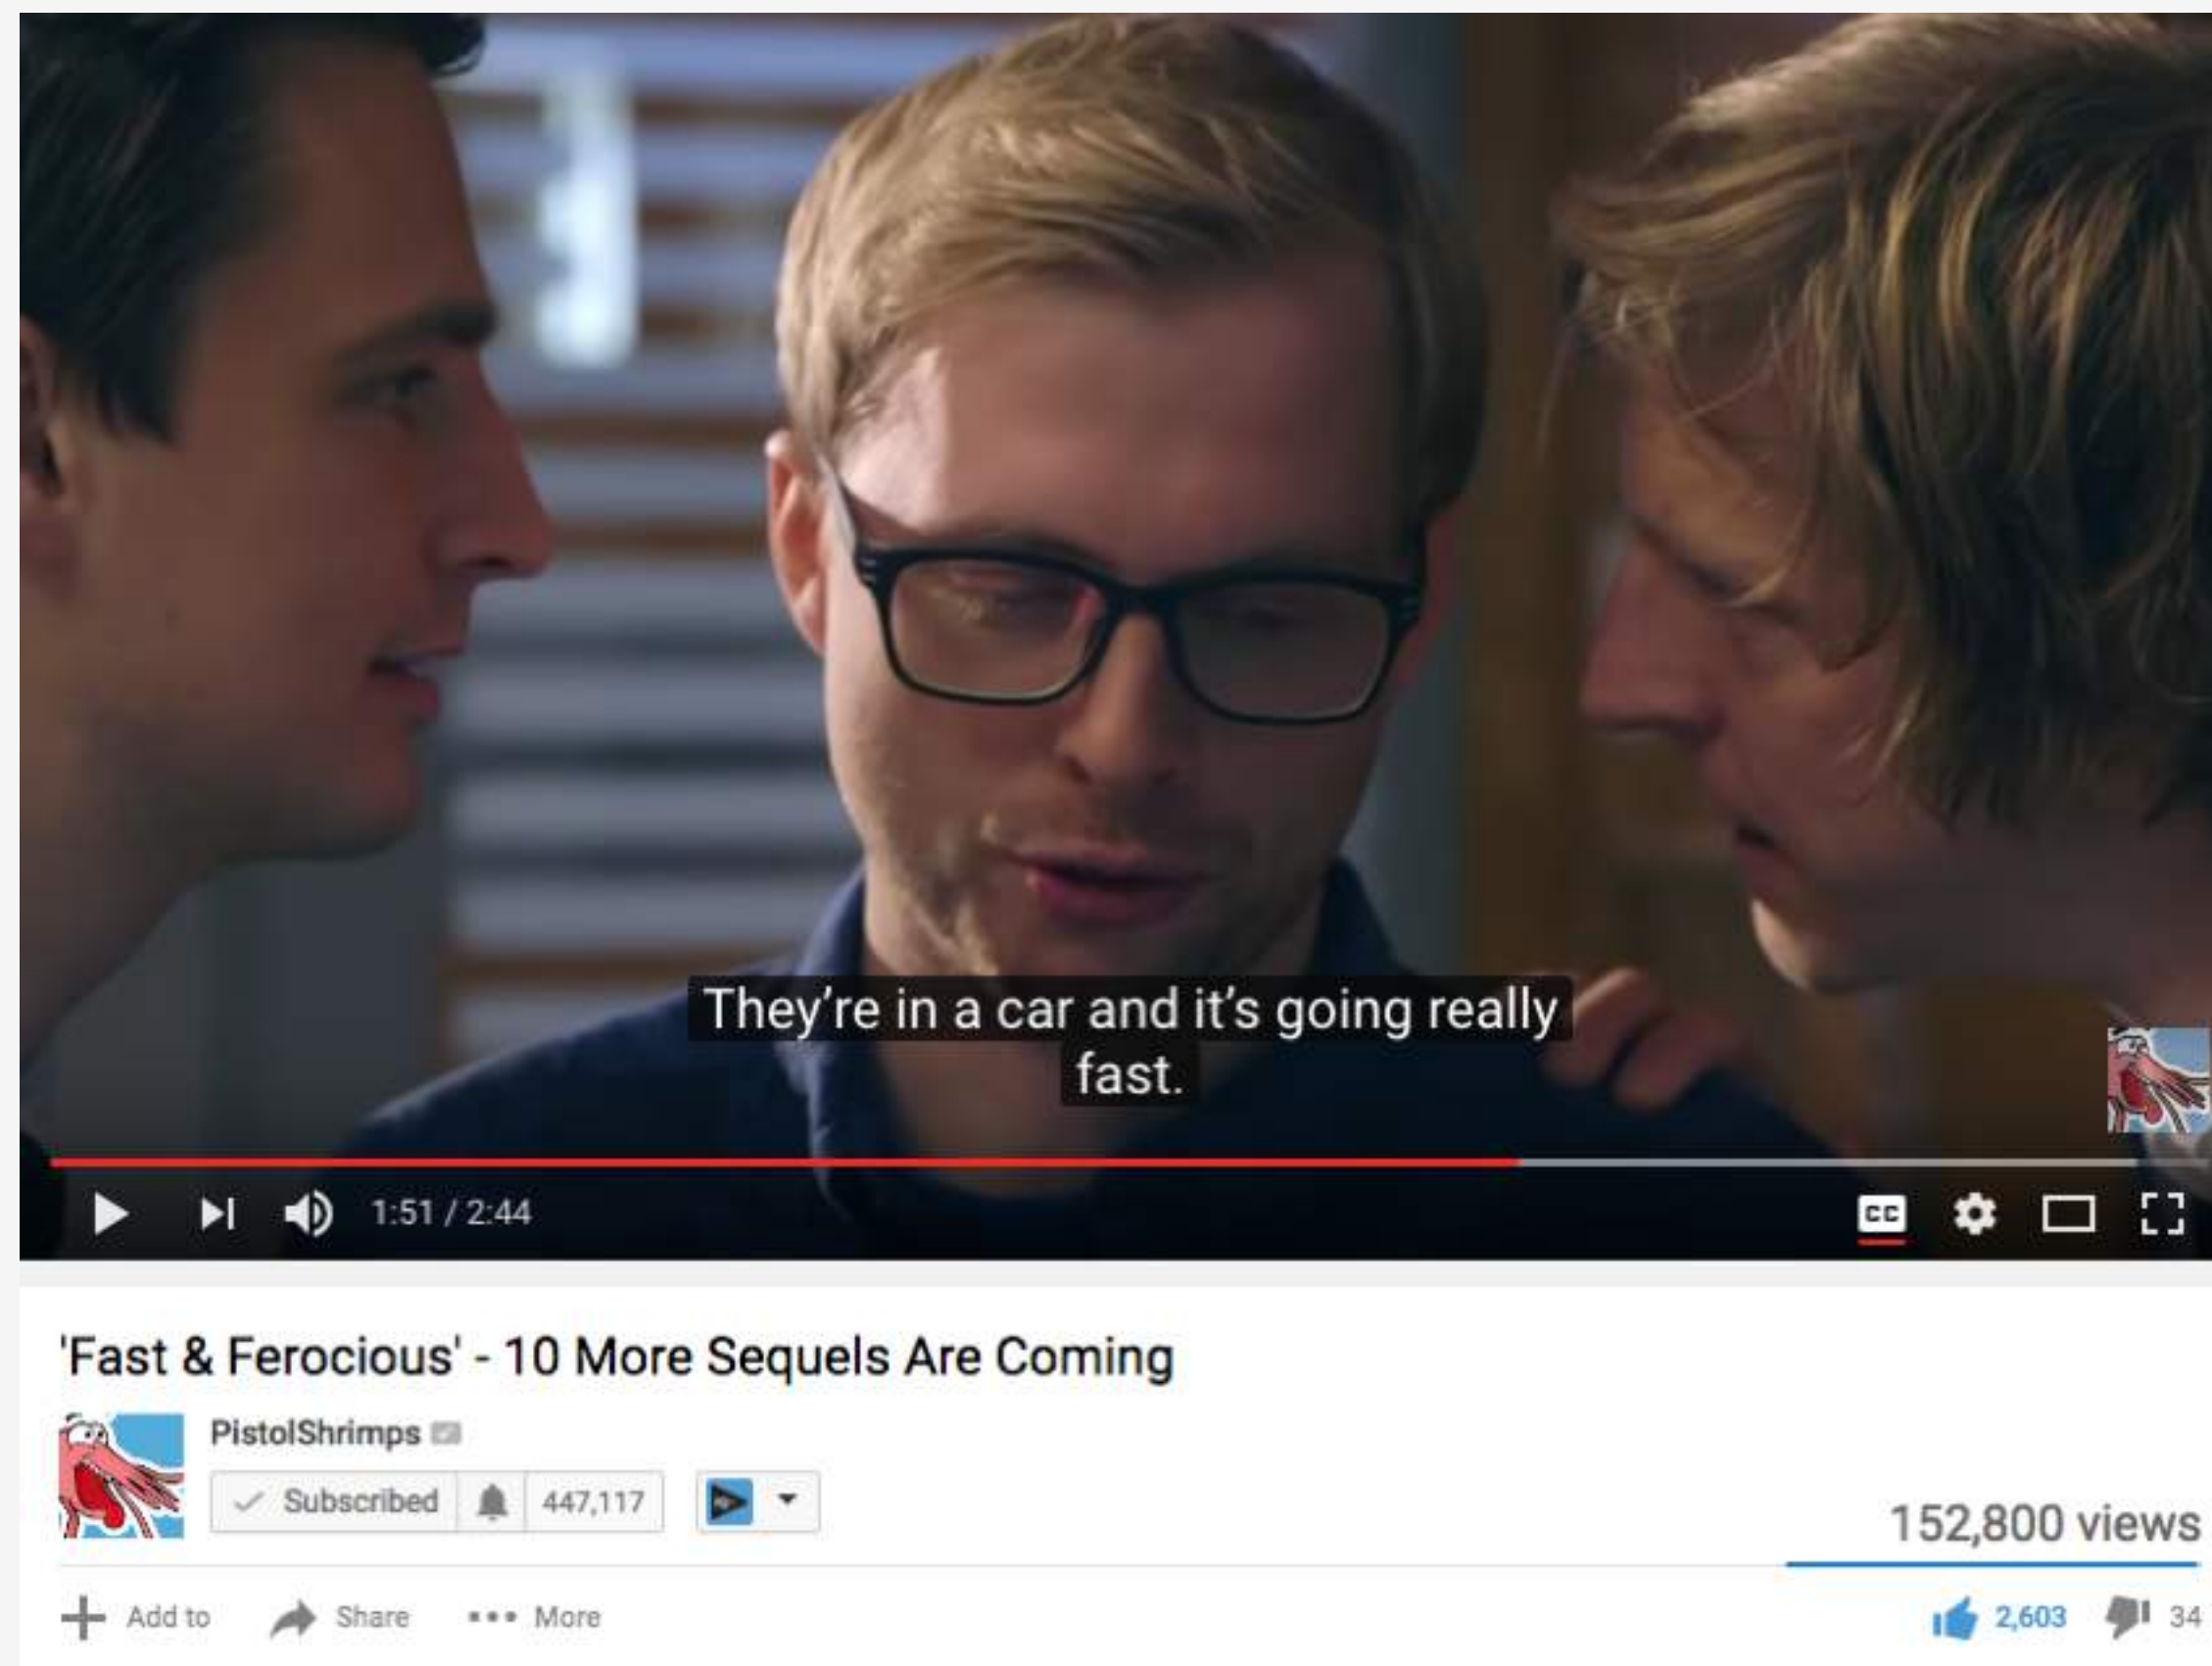 They're in a car and it's going really
fast.
1:51 / 2:44
CC
'Fast & Ferocious' - 10 More Sequels Are Coming
PistolShrimps
Subscribed 447,117
152,800 views
Add to Share More 2,603 34